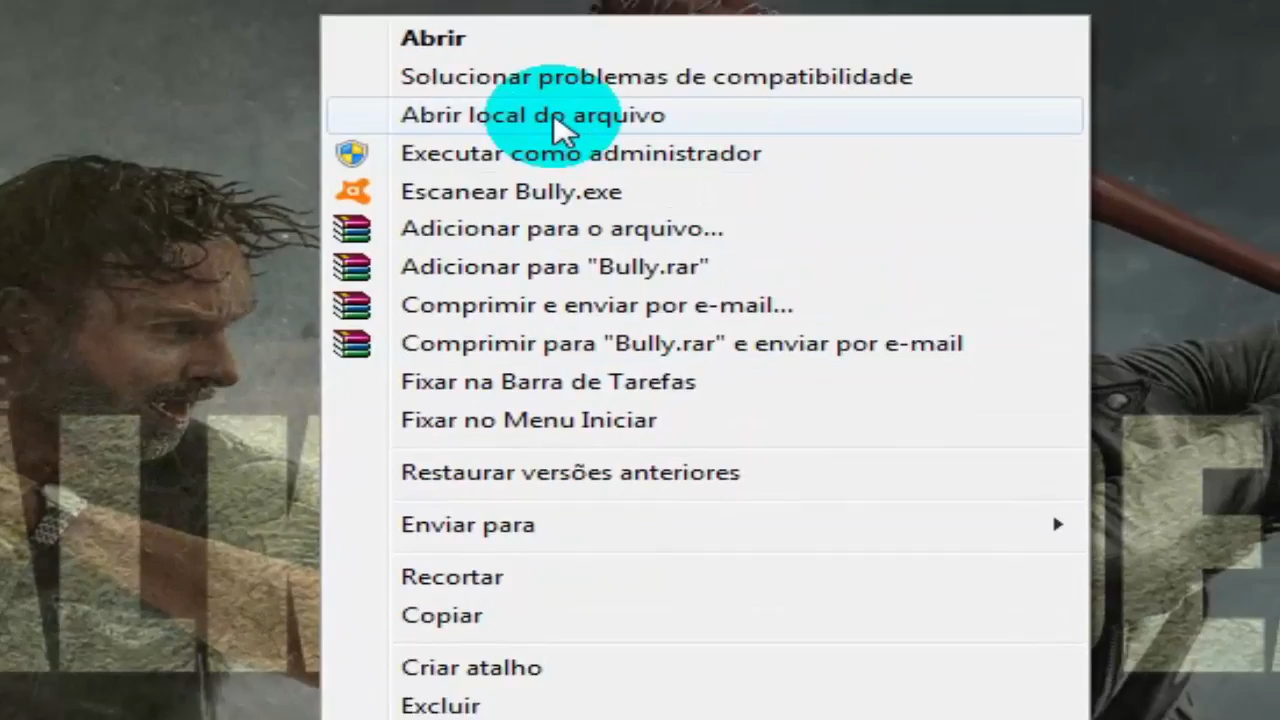 Abrir
Solucionar problemas de compatibilidade
Abrir local do arquivo
Executar como administrador
Escanear Bully.exe
Adicionar para o arquivo...
Adicionar para "Bully.rar"
Comprimir e enviar por e-mail...
Comprimir para "Bully.rar" e enviar por e-mail
Fixar na Barra de Tarefas
Fixar no Menu Iniciar
Restaurar versões anteriores
Enviar para
Recortar
Copiar
Criar atalho
Excluir